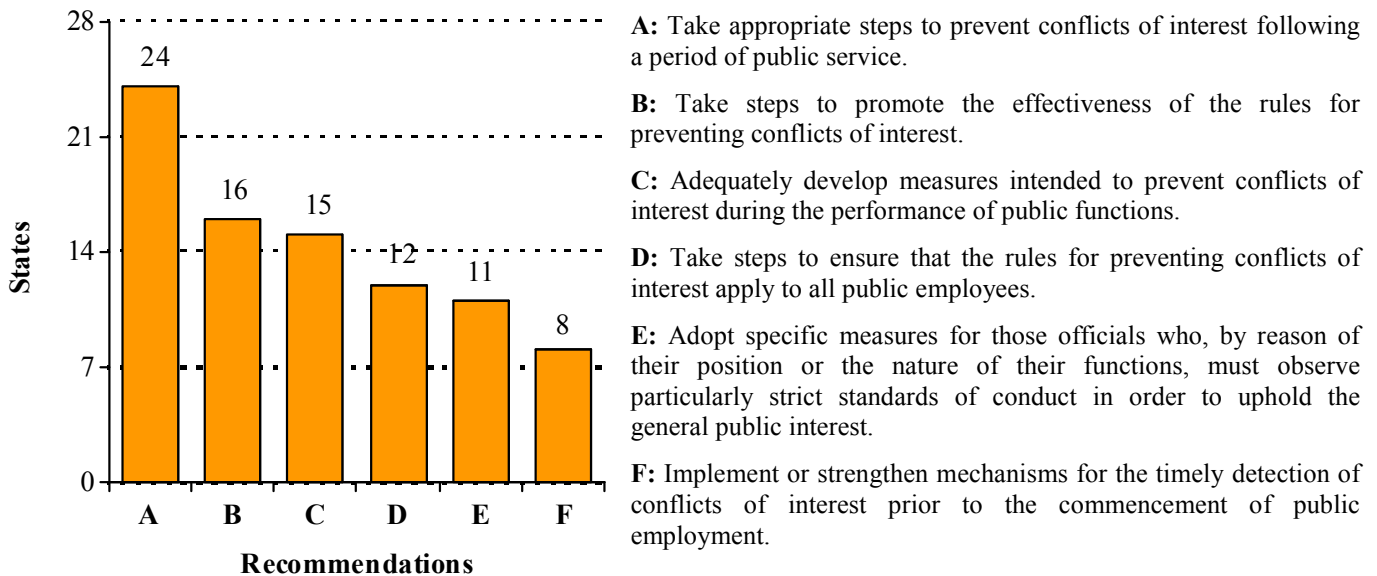 28
24
21
16
15
14
12
11
8
7
0
A B C D E F
States
Recommendations
A: Take appropriate steps to prevent conflicts of interest following
a period of public service.
B: Take steps to promote the effectiveness of the rules for
preventing conflicts of interest.
C: Adequately develop measures intended to prevent conflicts of
interest during the performance of public functions.
D: Take steps to ensure that the rules for preventing conflicts of
interest apply to all public employees.
E: Adopt specific measures for those officials who, by reason of
their position or the nature of their functions, must observe
particularly strict standards of conduct in order to uphold the
general public interest.
F: Implement or strengthen mechanisms for the timely detection of
conflicts of interest prior to the commencement of public
employment.